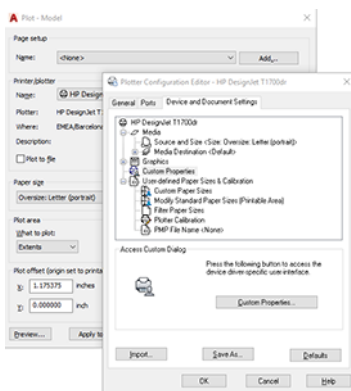 Plot - Model
Page setup
Name:
<None>
Add...
Printer/plotter
Name:
HP Design
Plotter:
HP DesignJet T1700d
Where:
EMEA/Barcelon
Description:
Plot to file
Paper size
Oversize: Letter (portrait)
Plot area
What to plot:
Extents
Plot offset (origin set to printa
X:
1.175375
inches
Y:
0.000000
inch
Preview...
Apply to
Plotter Configuration Editor - HP DesignJet T1700dr
General
Ports
Device and Document Settings
HP DesignJet T1700dr
Media
Source and Size <Size: Oversize: Letter (portrait)>
Media Destination <Default>
Graphics
Custom Properties
User-defined Paper Sizes & Calibration
Custom Paper Sizes
Modify Standard Paper Sizes (Printable Area)
Filter Paper Sizes
Plotter Calibration
PMP File Name <None>
Access Custom Dialog
Press the following button to access the
device driver-specific user interface.
Custom Properties...
Import...
Save As...
Defaults
OK
Cancel
Help